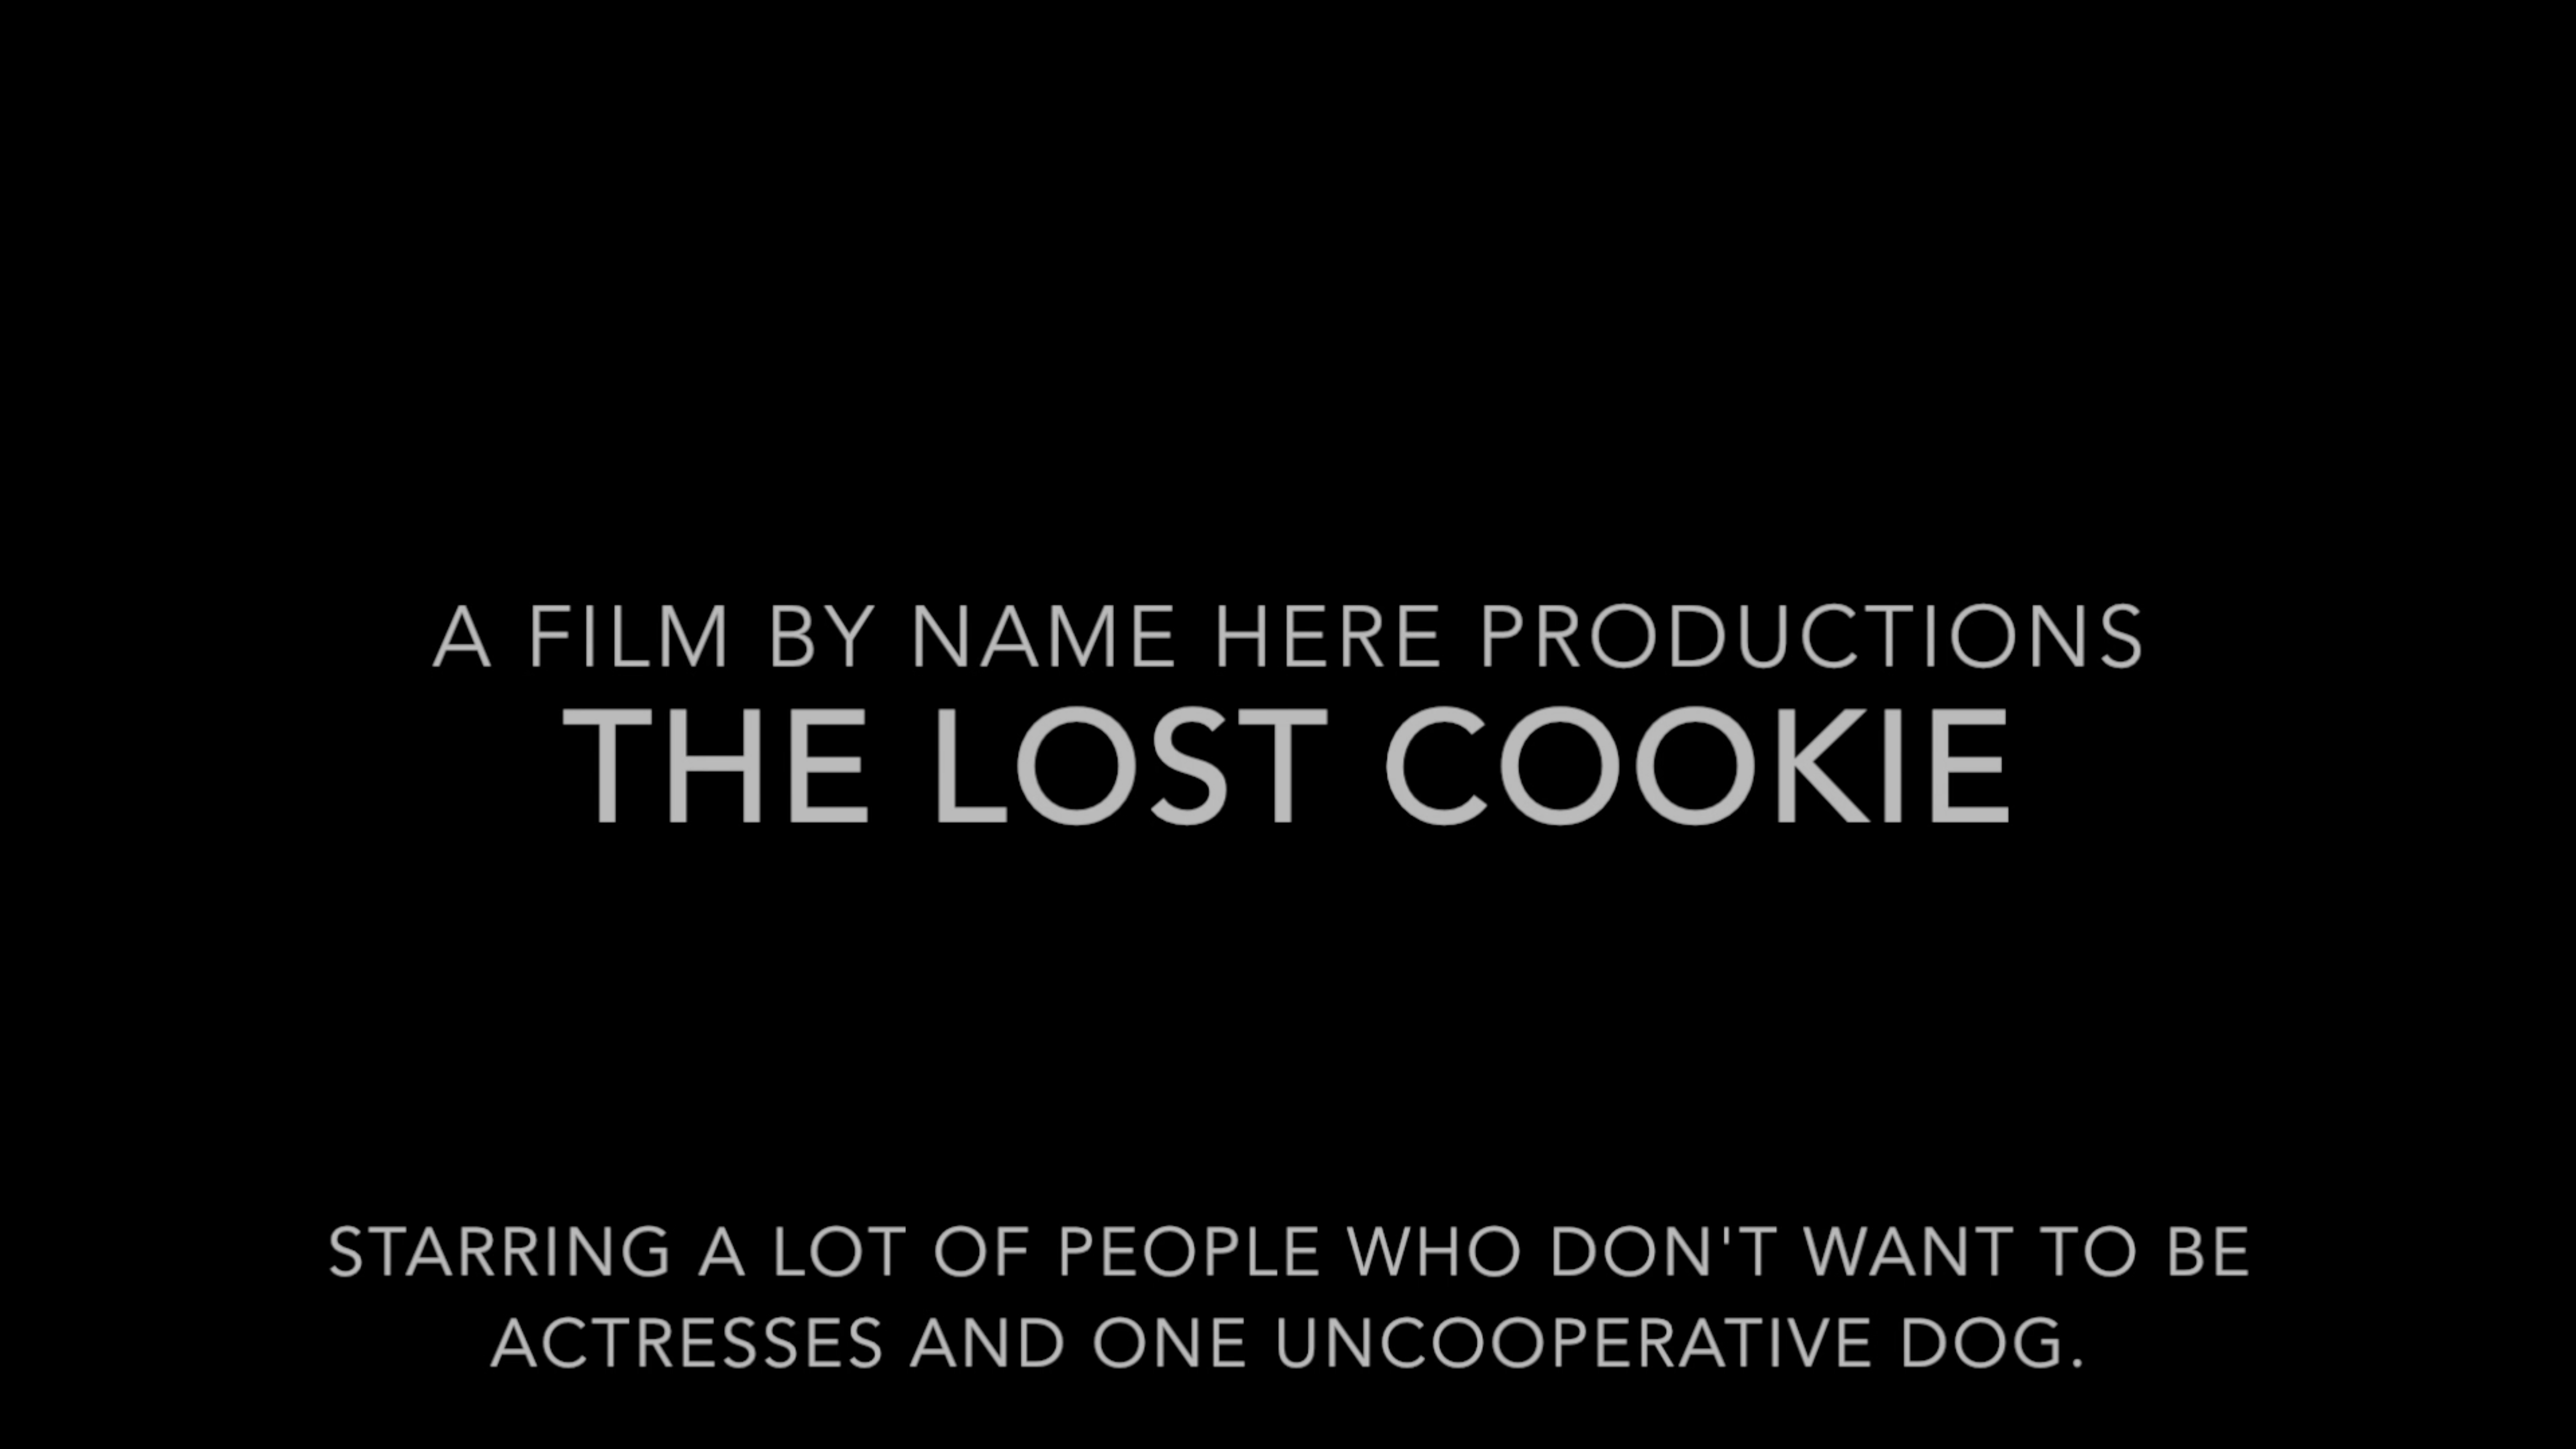 A FILM BY NAME HERE PRODUCTIONS
THE LOST COOKIE
STARRING A LOT OF PEOPLE WHO DON'T WANT TO BE
ACTRESSES AND ONE UNCOOPERATIVE DOG.